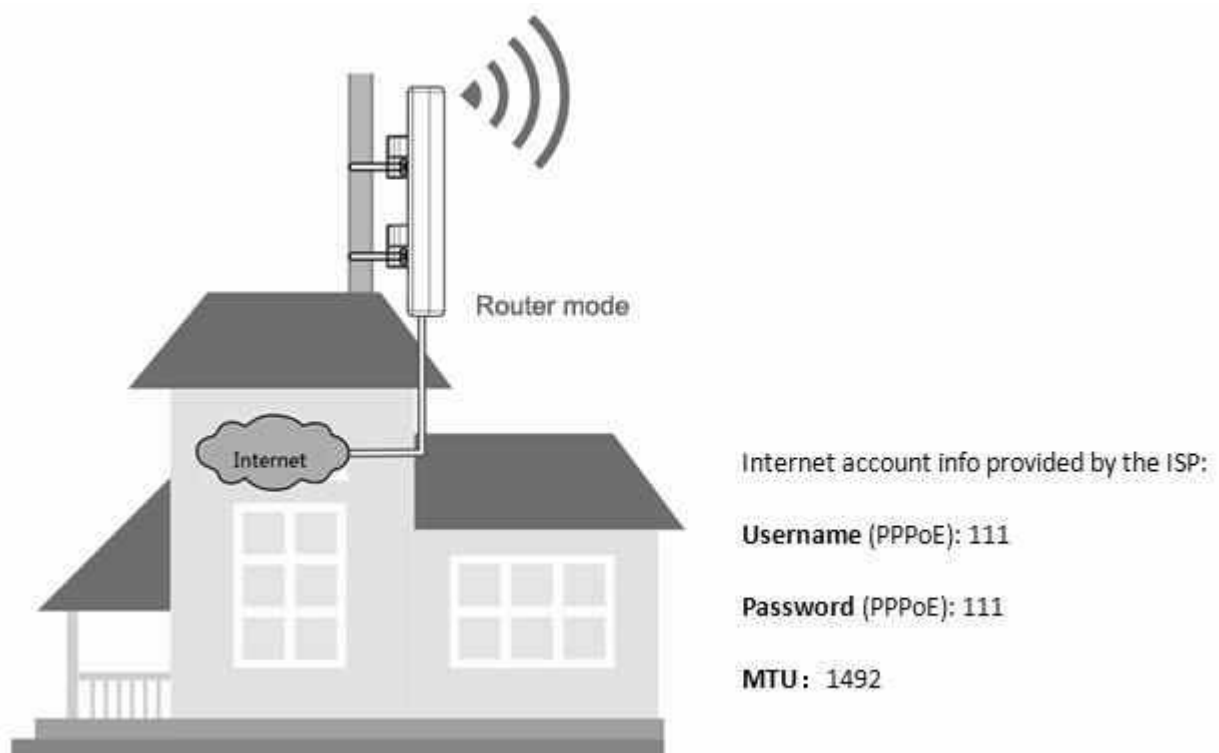 Router mode
Internet
Internet account info provided by the ISP:
Username (PPPoE): 111
Password (PPPoE): 111
MTU：1492